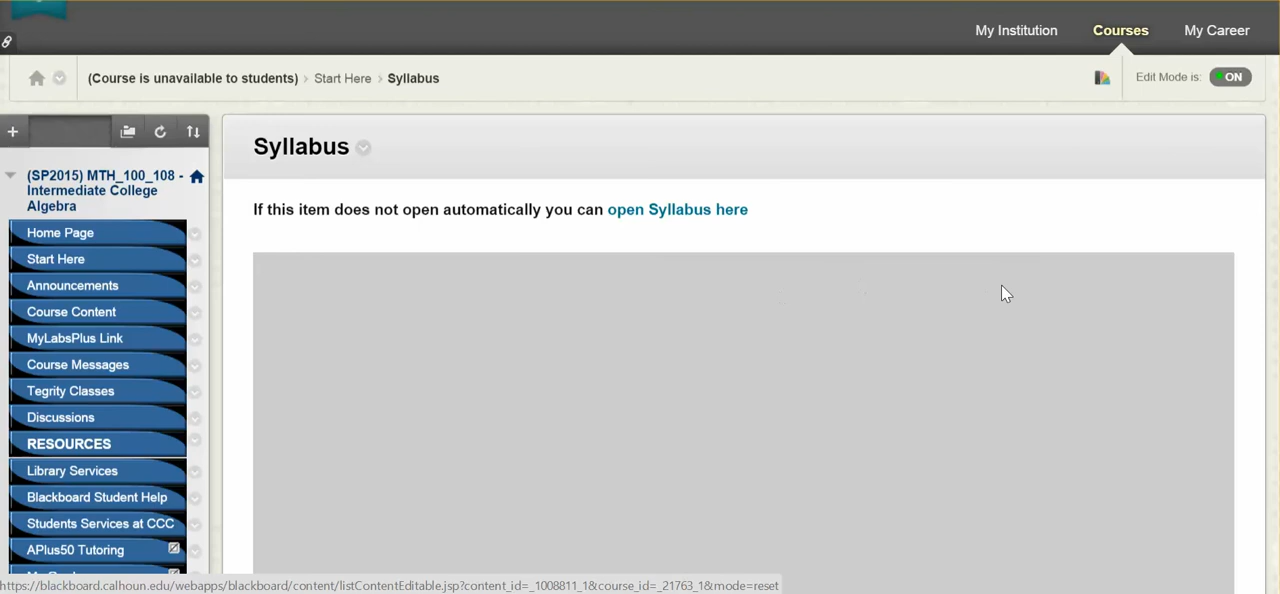 My Institution
Courses
My Career
(Course is unavailable to students) > Start Here > Syllabus
Edit Mode is: ON
Syllabus
If this item does not open automatically you can open Syllabus here
(SP2015) MTH_100_108 -
Intermediate College
Algebra
Home Page
Start Here
Announcements
Course Content
MyLabsPlus Link
Course Messages
Tegrity Classes
Discussions
RESOURCES
Library Services
Blackboard Student Help
Students Services at CCC
APlus50 Tutoring
https://blackboard.calhoun.edu/webapps/blackboard/content/listContentEditable.jsp?content_id=_1008811_1&course_id=_21763_1&mode=reset